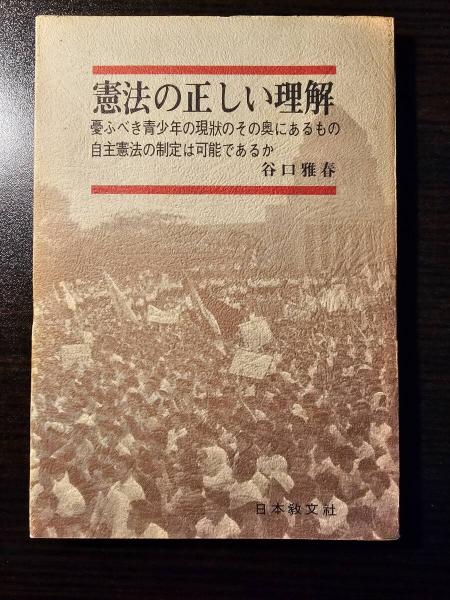 憲法の正しい理解
憂ふべき青少年の現狀のその奥にあるもの
自主憲法の制定は可能であるか
谷口雅春
日本教文社